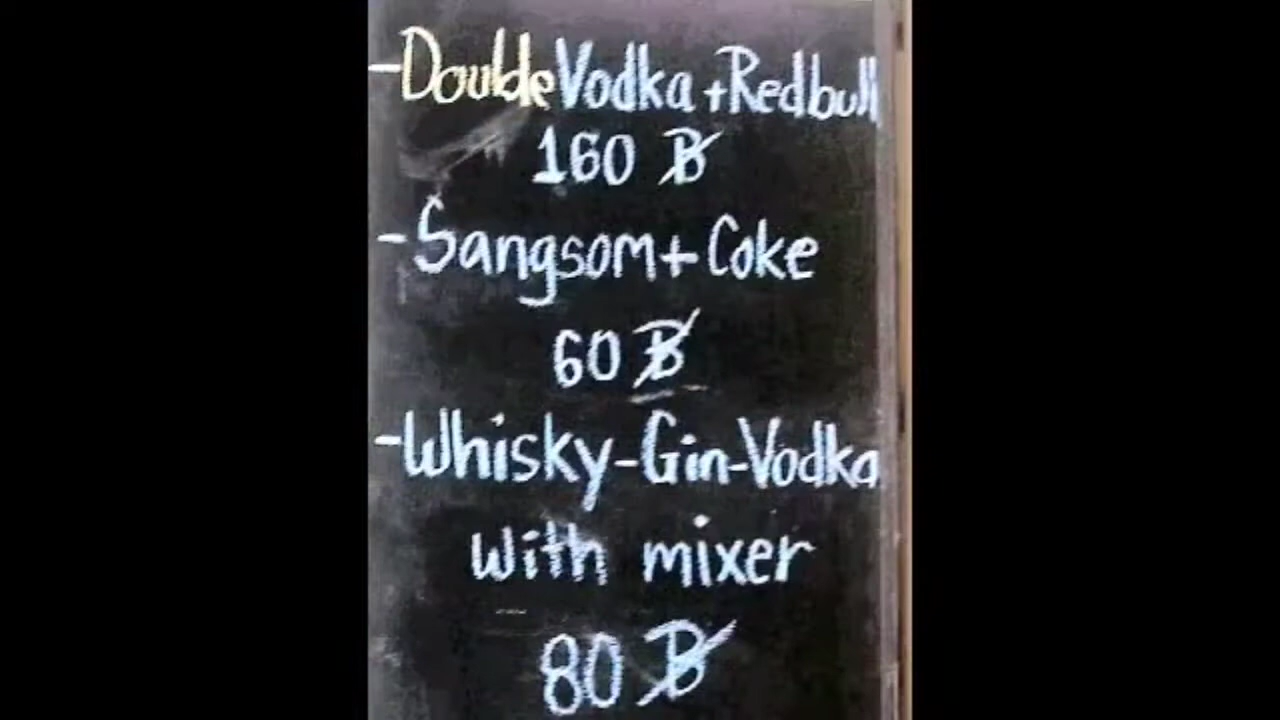 -Double Vodka + Redbull
160 ฿
-Sangsom + Coke
60 ฿
-Whisky-Gin-Vodka
with mixer
80 ฿